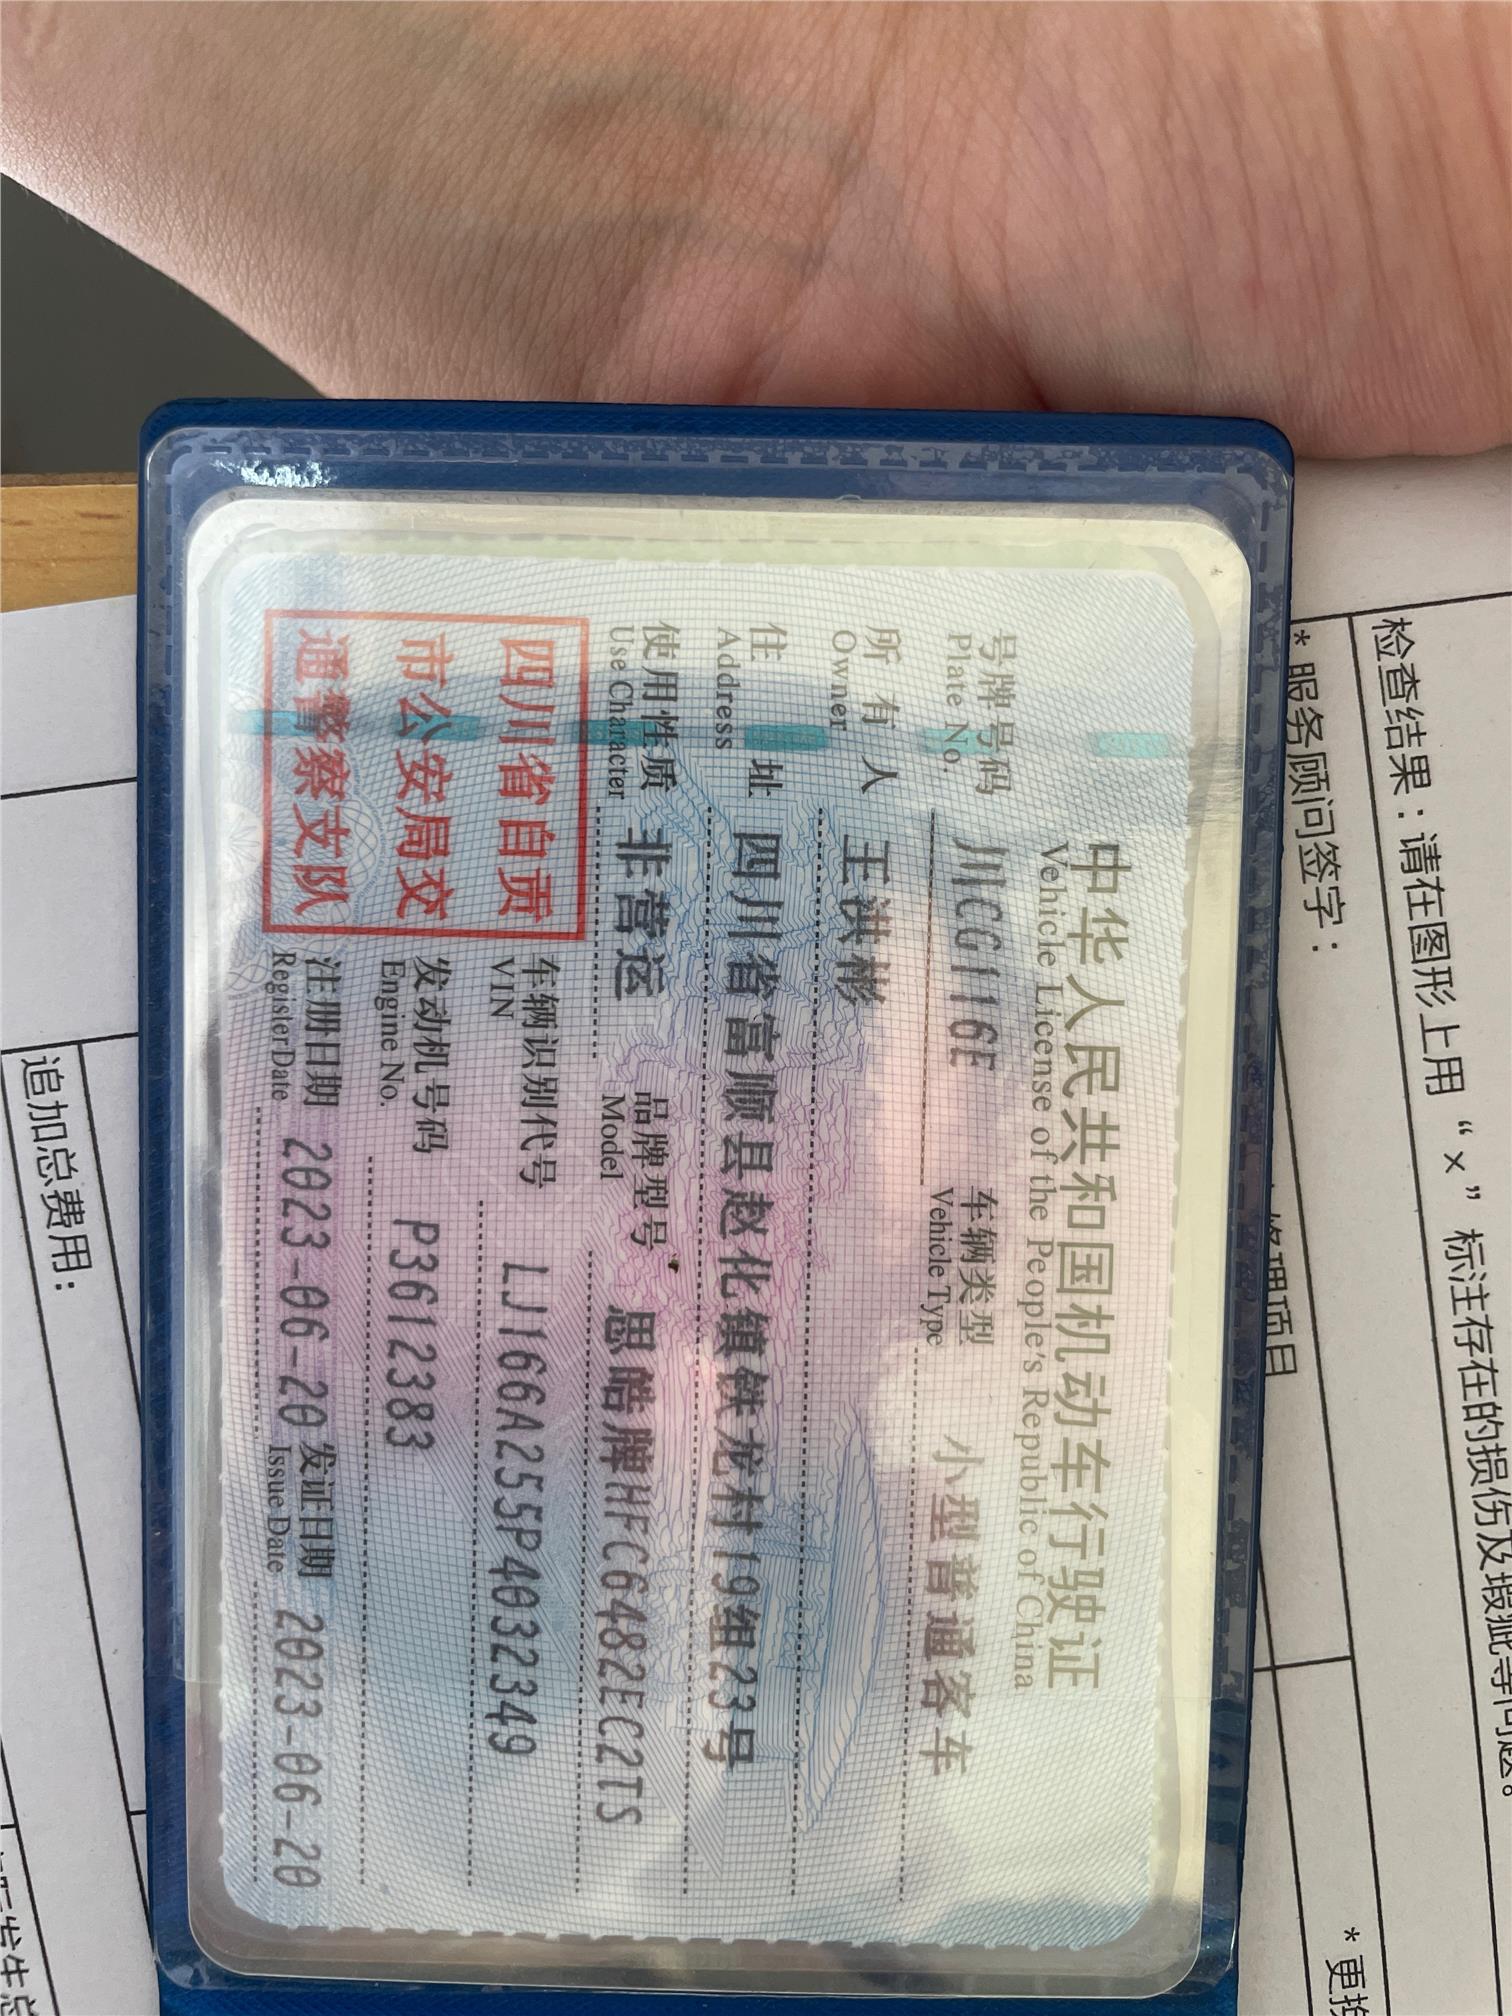 中华人民共和国机动车行驶证
Vehicle License of the People's Republic of China
号牌号码 川CG116E 车辆类型 小型普通客车
Plate No. Vehicle Type
所有人 王洪彬
Owner
住址 四川省富顺县赵化镇铁龙村19组23号
Address
使用性质 非营运 品牌型号 思皓牌HFC6482EC2TS
Use Character Model
四川省自贡
市公安局交
通警察支队
车辆识别代号 LJ166A255P4032349
VIN
发动机号码 P3612383
Engine No.
注册日期 2023-06-20 发证日期 2023-06-20
Register Date Issue Date
检查结果：请在图形上用“×”标注存在的损伤及瑕疵等问题。
*服务顾问签字：
修理项目
*更换
追加总费用：